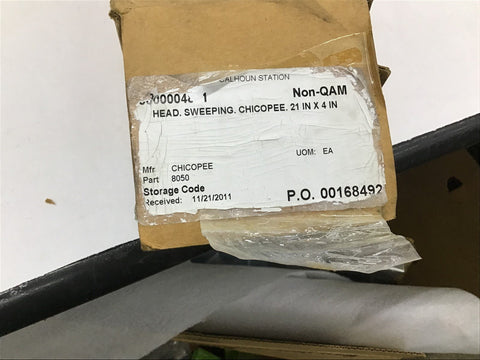 CALHOUN STATION
Non-QAM
HEAD. SWEEPING. CHICOPEE. 21 IN X 4 IN
UOM: EA
Mfr CHICOPEE
Part 8050
Storage Code
Received: 11/21/2011
P.O. 00168492